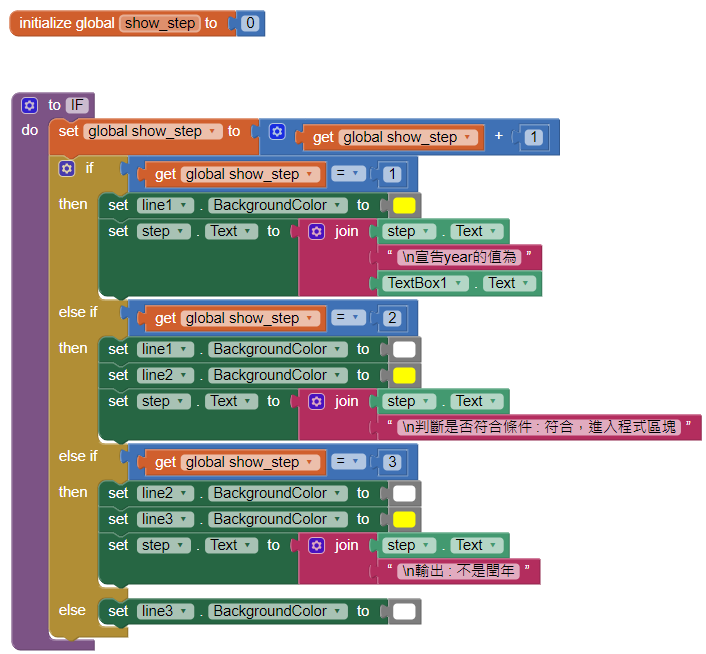 initialize global show_step to 0
to IF
do set global show_step to get global show_step + 1
if get global show_step = 1
then set line1 . BackgroundColor to
set step . Text to join step . Text
“ \n宣告year的值為 ”
TextBox1 . Text
else if get global show_step = 2
then set line1 . BackgroundColor to
set line2 . BackgroundColor to
set step . Text to join step . Text
“ \n判斷是否符合條件 : 符合，進入程式區塊 ”
else if get global show_step = 3
then set line2 . BackgroundColor to
set line3 . BackgroundColor to
set step . Text to join step . Text
“ \n輸出 : 不是閏年 ”
else set line3 . BackgroundColor to